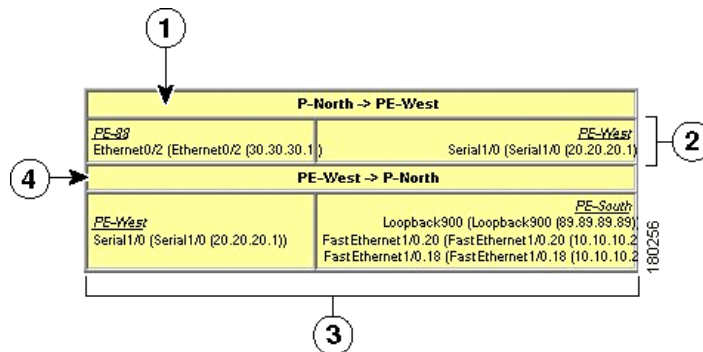 1
P-North -> PE-West
PE-88
Ethernet0/2 (Ethernet0/2 (30.30.30.1 )
PE-West
Serial1/0 (Serial1/0 (20.20.20.1)
2
4
PE-West -> P-North
PE-West
Serial1/0 (Serial1/0 (20.20.20.1))
PE-South
Loopback900 (Loopback900 (89.89.89.89))
FastEthernet1/0.20 (FastEthernet1/0.20 (10.10.10.2
FastEthernet1/0.18 (FastEthernet1/0.18 (10.10.10.2
180256
3